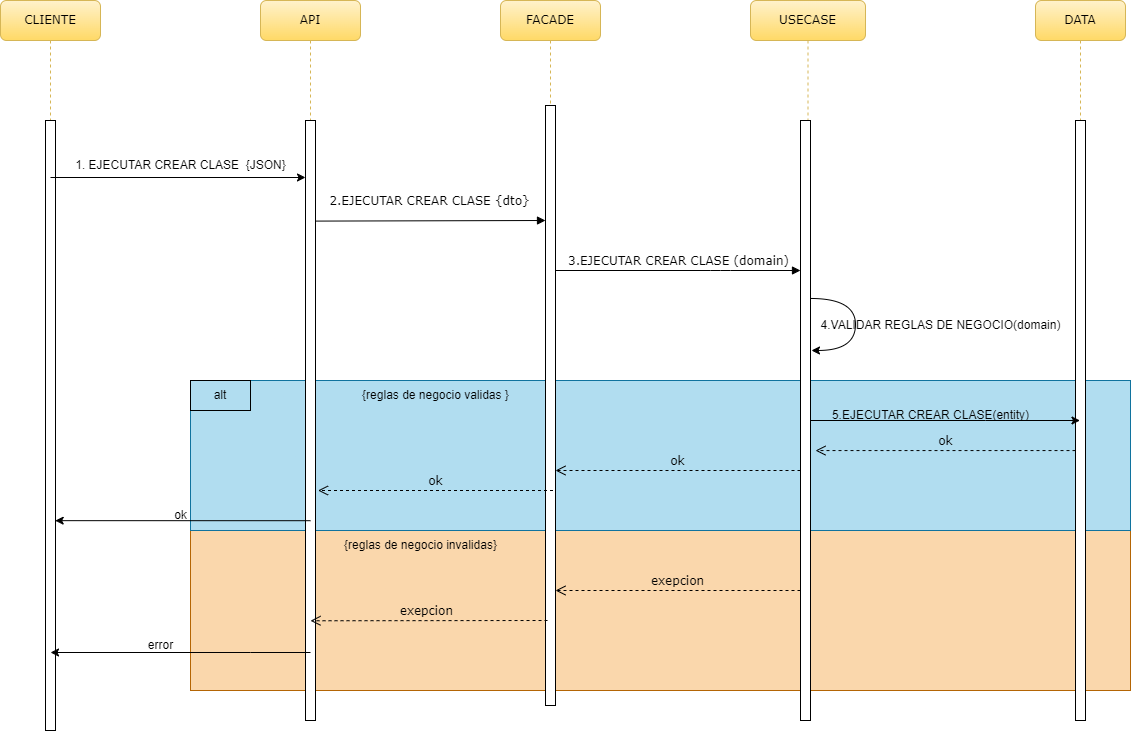 CLIENTE
API
FACADE
USECASE
DATA
1. EJECUTAR CREAR CLASE {JSON}
2.EJECUTAR CREAR CLASE {dto}
3.EJECUTAR CREAR CLASE (domain)
4.VALIDAR REGLAS DE NEGOCIO(domain)
alt
{reglas de negocio validas }
5.EJECUTAR CREAR CLASE(entity)
ok
ok
ok
ok
{reglas de negocio invalidas}
exepcion
exepcion
error